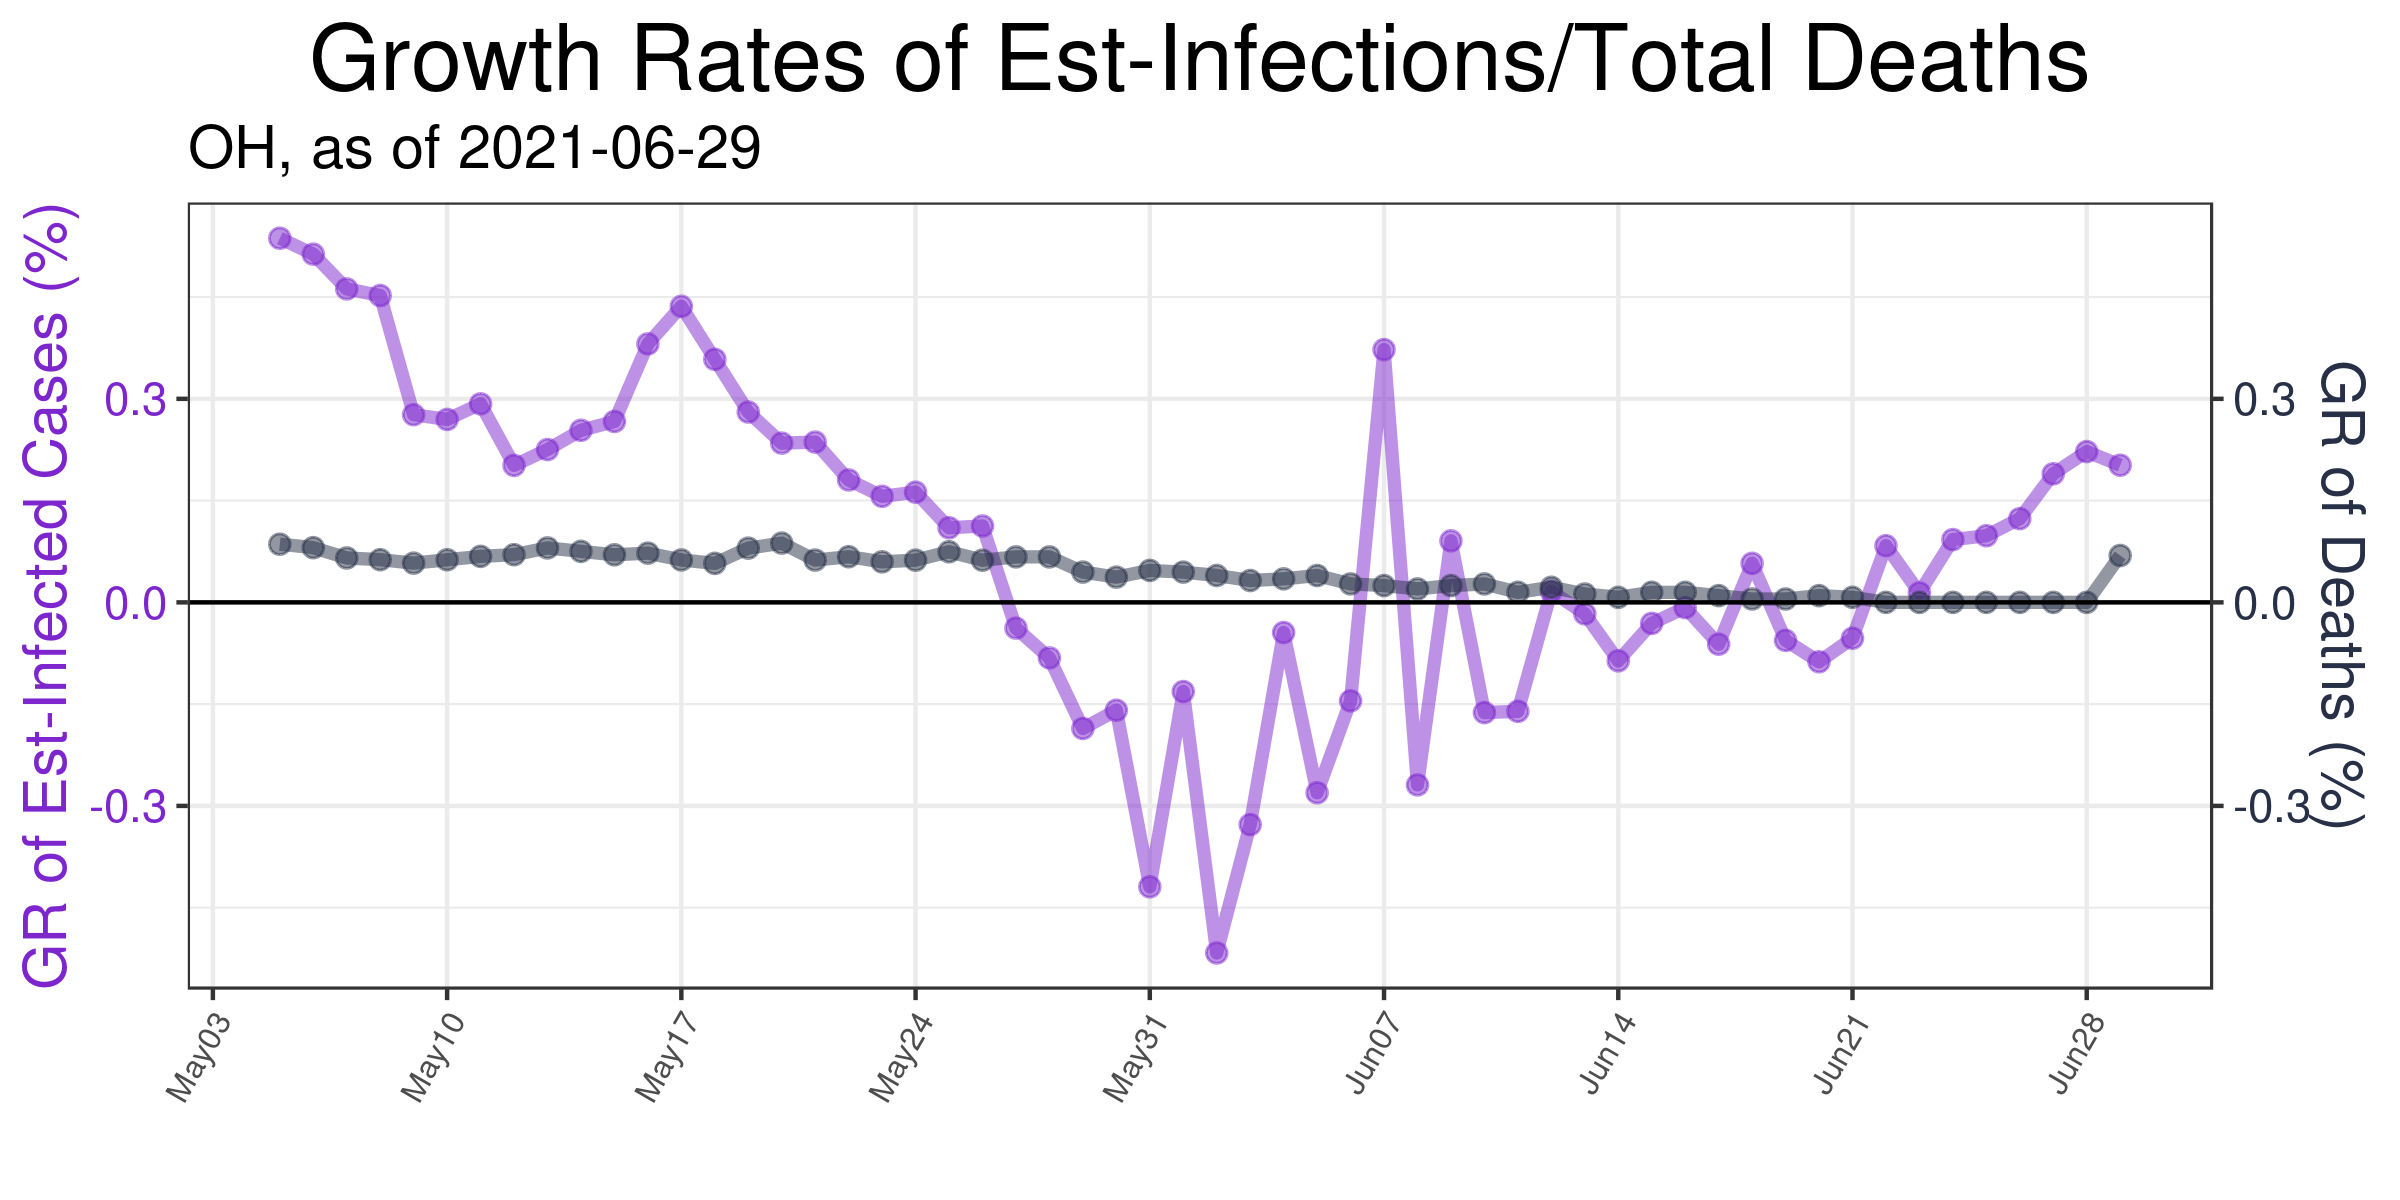 Growth Rates of Est-Infections/Total Deaths
OH, as of 2021-06-29
GR of Est-Infected Cases (%)
0.3
0.0
-0.3
0.3
0.0
-0.3
GR of Deaths (%)
May03
May10
May17
May24
May31
Jun07
Jun14
Jun21
Jun28